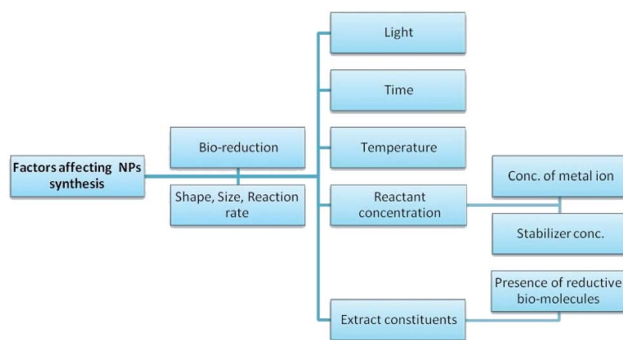 Factors affecting NPs
synthesis
Bio-reduction
Shape, Size, Reaction
rate
Light
Time
Temperature
Reactant
concentration
Conc. of metal ion
Stabilizer conc.
Extract constituents
Presence of reductive
bio-molecules